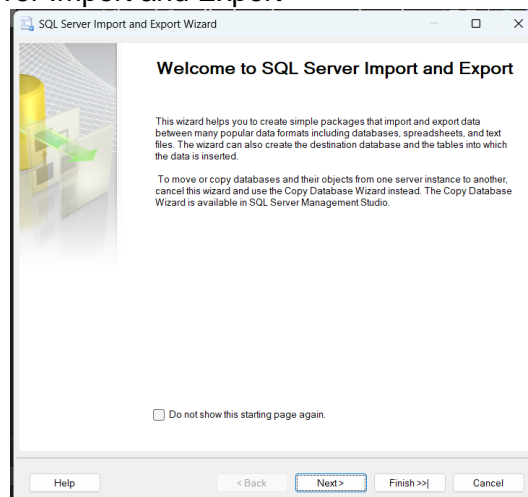 for Import and Export
SQL Server Import and Export Wizard
Welcome to SQL Server Import and Export
This wizard helps you to create simple packages that import and export data
between many popular data formats including databases, spreadsheets, and text
files. The wizard can also create the destination database and the tables into which
the data is inserted.
To move or copy databases and their objects from one server instance to another,
cancel this wizard and use the Copy Database Wizard instead. The Copy Database
Wizard is available in SQL Server Management Studio.
Do not show this starting page again.
Help
< Back
Next >
Finish >>|
Cancel